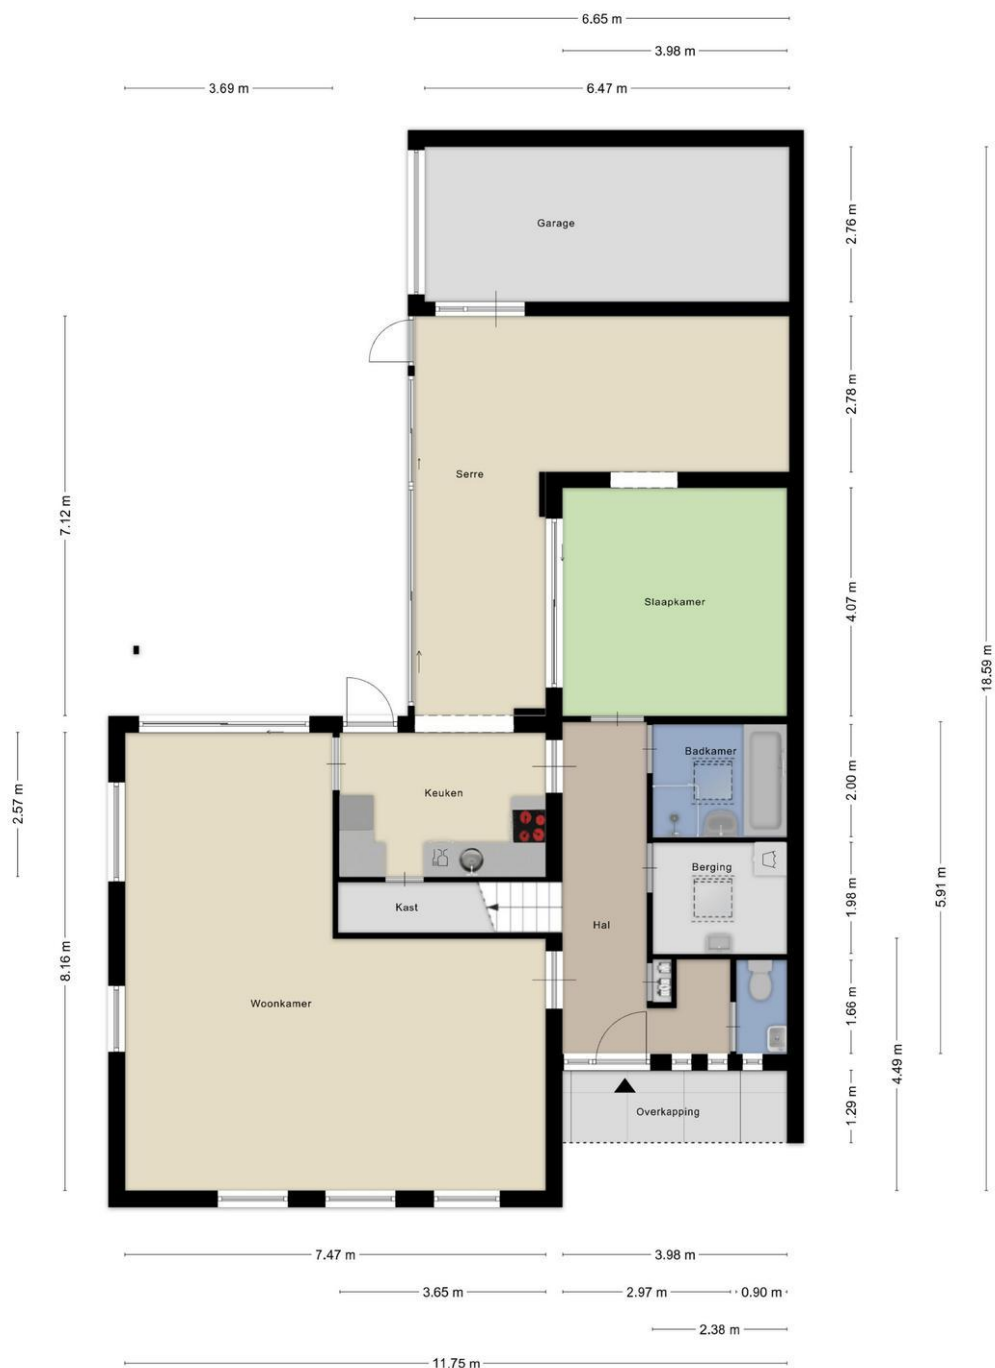 6.65 m
3.98 m
3.69 m
6.47 m
Garage
2.76 m
2.78 m
Serre
7.12 m
Slaapkamer
4.07 m
18.59 m
Badkamer
Keuken
2.00 m
2.57 m
Berging
Kast
1.98 m
5.91 m
Hal
8.16 m
Woonkamer
1.66 m
4.49 m
Overkapping
1.29 m
7.47 m
3.98 m
3.65 m
2.97 m
0.90 m
2.38 m
11.75 m